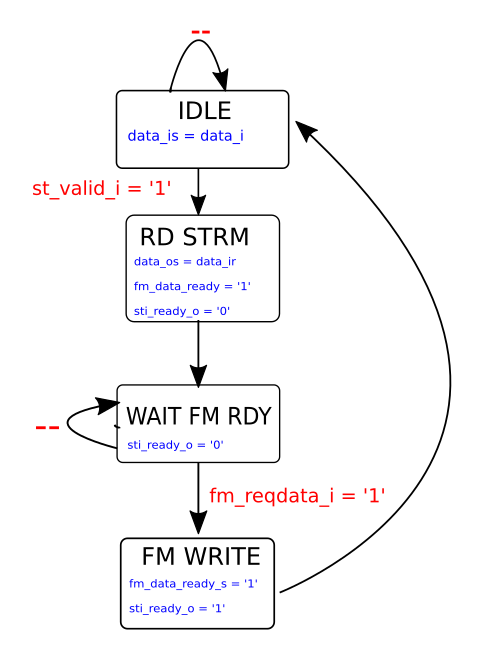 --
IDLE
data_is = data_i
st_valid_i = '1'
RD STRM
data_os = data_ir
fm_data_ready = '1'
sti_ready_o = '0'
WAIT FM RDY
--
sti_ready_o = '0'
fm_reqdata_i = '1'
FM WRITE
fm_data_ready_s = '1'
sti_ready_o = '1'